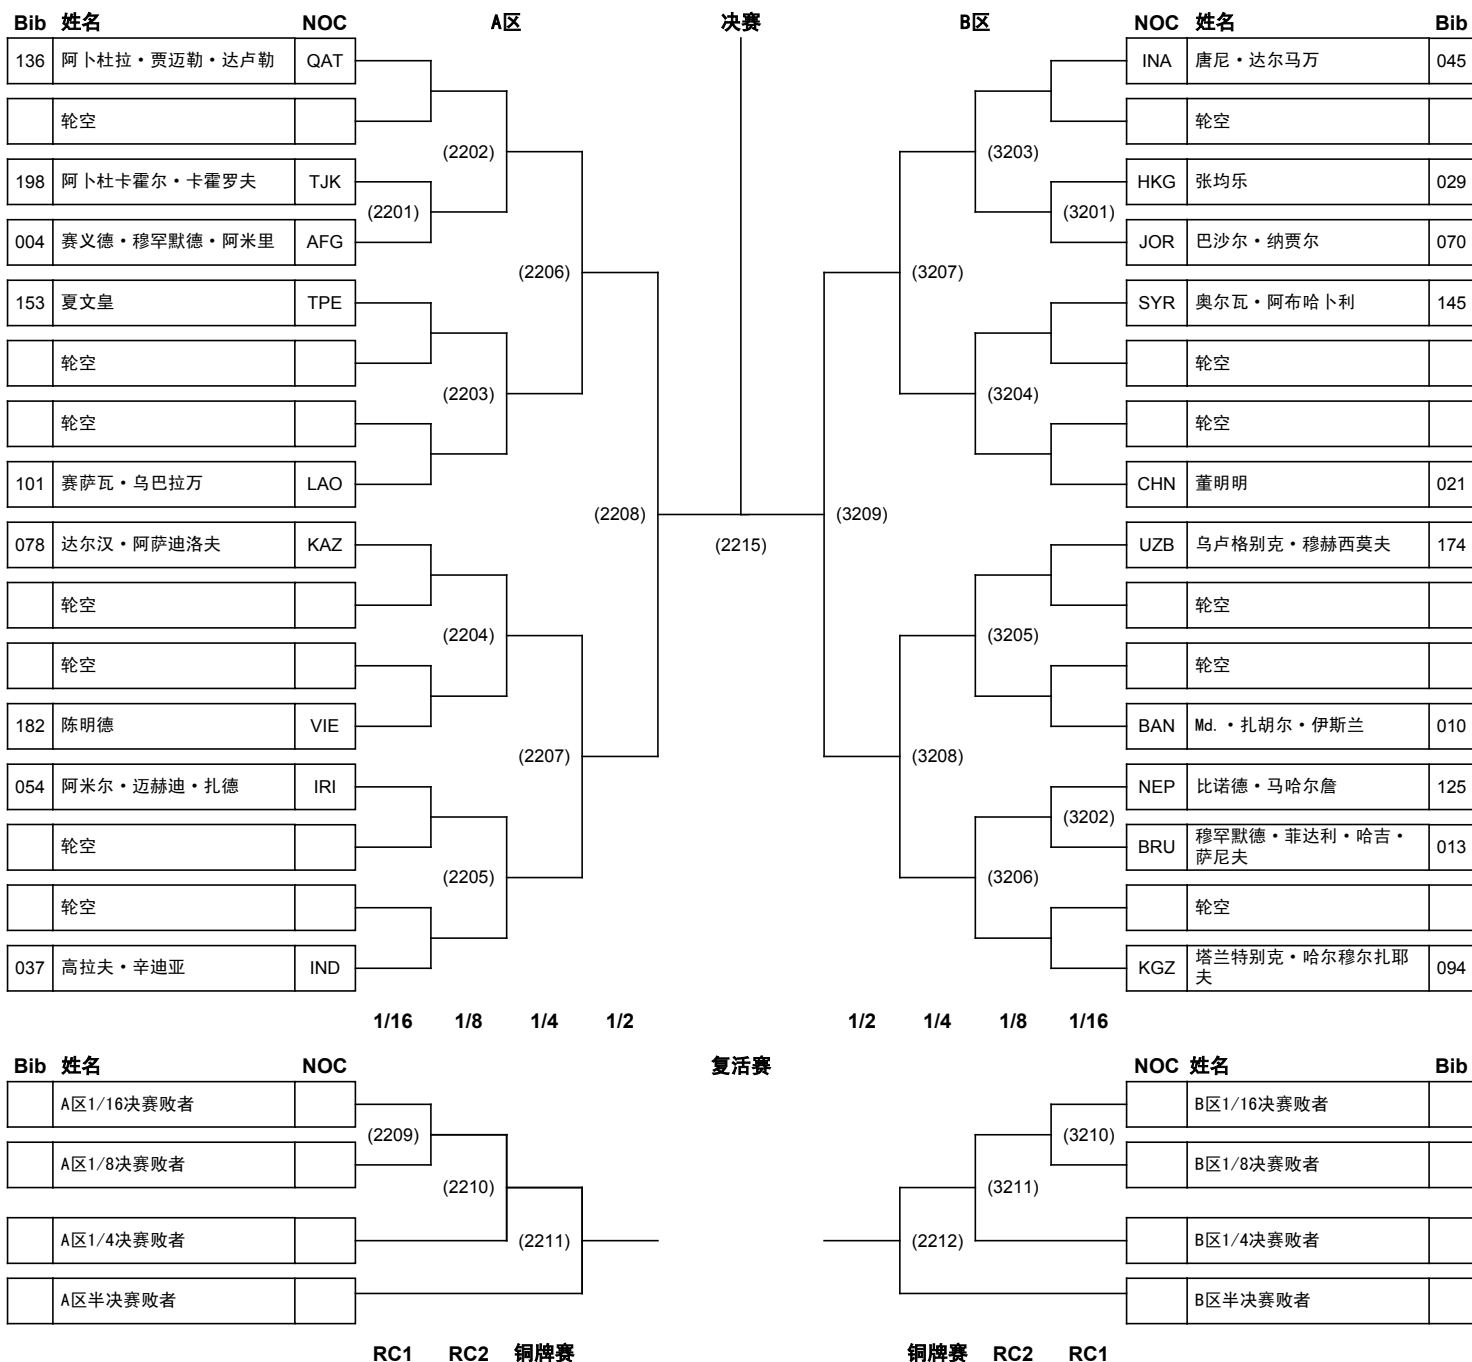 Bib 姓名 NOC A区 决赛 B区 NOC 姓名 Bib
136 阿卜杜拉·贾迈勒·达卢勒 QAT INA 唐尼·达尔马万 045
轮空 轮空
(2202) (3203)
198 阿卜杜卡霍尔·卡霍罗夫 TJK HKG 张均乐 029
(2201) (3201)
004 赛义德·穆罕默德·阿米里 AFG JOR 巴沙尔·纳贾尔 070
(2206) (3207)
153 夏文皇 TPE SYR 奥尔瓦·阿布哈卜利 145
轮空 轮空
(2203) (3204)
轮空 轮空
101 赛萨瓦·乌巴拉万 LAO CHN 董明明 021
(2208) (3209)
078 达尔汉·阿萨迪洛夫 KAZ (2215) UZB 乌卢格别克·穆赫西莫夫 174
轮空 轮空
(2204) (3205)
轮空 轮空
182 陈明德 VIE BAN Md. ·扎胡尔·伊斯兰 010
(2207) (3208)
054 阿米尔·迈赫迪·扎德 IRI NEP 比诺德·马哈尔詹 125
(3202)
轮空 BRU 穆罕默德·菲达利·哈吉·
萨尼夫 013
(2205) (3206)
轮空 轮空
037 高拉夫·辛迪亚 IND KGZ 塔兰特别克·哈尔穆尔扎耶
夫 094
1/16 1/8 1/4 1/2 1/2 1/4 1/8 1/16
Bib 姓名 NOC 复活赛 NOC 姓名 Bib
A区1/16决赛败者 B区1/16决赛败者
(2209) (3210)
A区1/8决赛败者 B区1/8决赛败者
(2210) (3211)
A区1/4决赛败者 (2211) (2212) B区1/4决赛败者
A区半决赛败者 B区半决赛败者
RC1 RC2 铜牌赛 铜牌赛 RC2 RC1